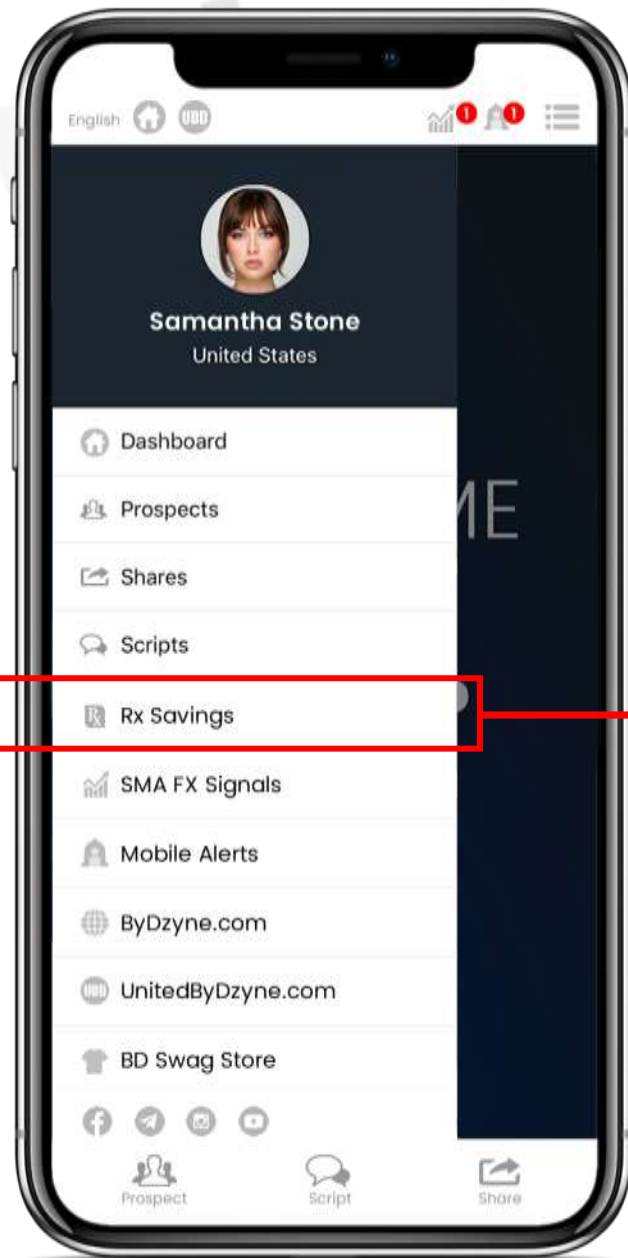 English
UBD
1
1
Samantha Stone
United States
Dashboard
Prospects
ME
Shares
Scripts
Rx Savings
SMA FX Signals
Mobile Alerts
ByDzyne.com
UBD
UnitedByDzyne.com
BD Swag Store
Prospect
Script
Share